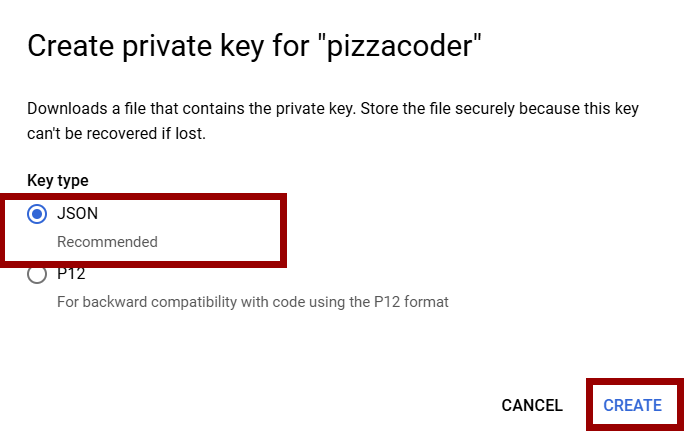 Create private key for "pizzacoder"
Downloads a file that contains the private key. Store the file securely because this key
can't be recovered if lost.
Key type
JSON
Recommended
P12
For backward compatibility with code using the P12 format
CANCEL CREATE